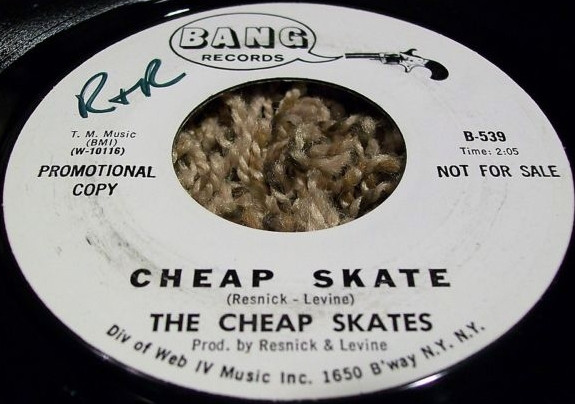 BANG
RECORDS
R+R
T. M. Music
(BMI)
(W-10116)
PROMOTIONAL
COPY
B-539
Time: 2:05
NOT FOR SALE
CHEAP SKATE
(Resnick - Levine)
THE CHEAP SKATES
Prod. by Resnick & Levine
Div of Web IV Music Inc. 1650 B'way N.Y. N.Y.